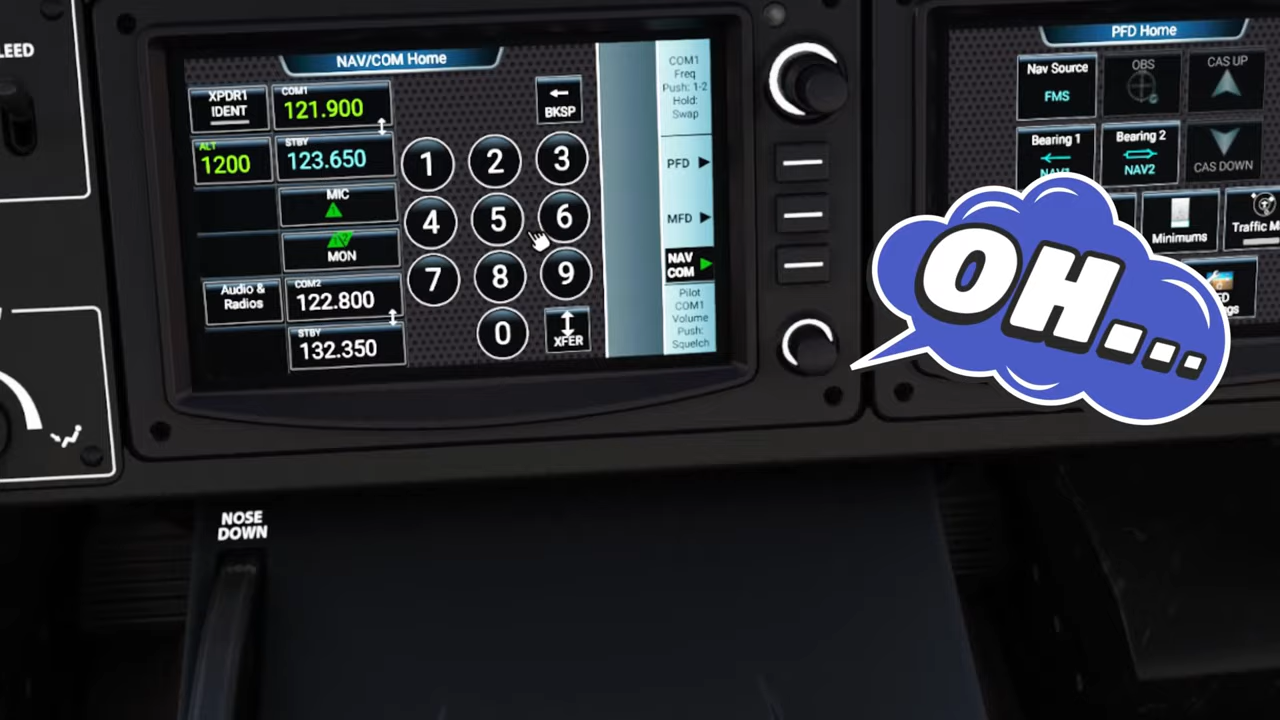 LEED
NAV/COM Home
XPDR1
IDENT
COM1
121.900
BKSP
ALT
1200
STBY
123.650
MIC
MON
Audio &
Radios
COM2
122.800
STBY
132.350
1
2
3
4
5
6
7
8
9
0
XFER
COM1
Freq
Push: 1-2
Hold:
Swap
PFD
MFD
NAV
COM
Pilot
COM1
Volume
Push:
Squelch
PFD Home
Nav Source
FMS
OBS
CAS UP
Bearing 1
Bearing 2
NAV2
CAS DOWN
Minimums
Traffic M
OH...
NOSE
DOWN